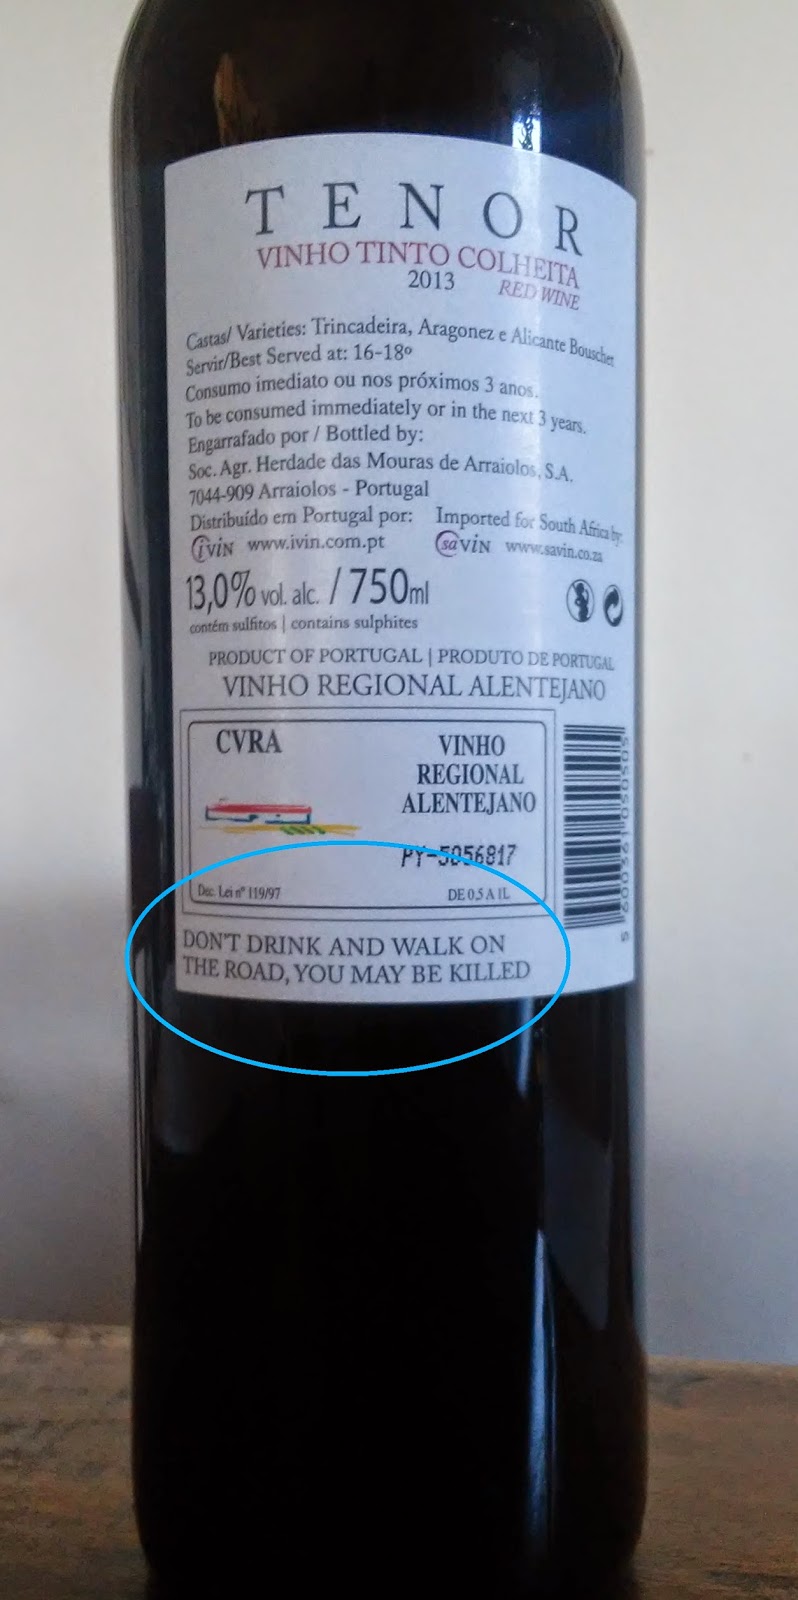 TENOR
VINHO TINTO COLHEITA
2013 RED WINE
Castas/ Varieties: Trincadeira, Aragonez e Alicante Bouschet
Servir/Best Served at: 16-18º
Consumo imediato ou nos próximos 3 anos.
To be consumed immediately or in the next 3 years.
Engarrafado por / Bottled by:
Soc. Agr. Herdade das Mouras de Arraiolos, S.A.
7044-909 Arraiolos - Portugal
Distribuído em Portugal por: Imported for South Africa by:
ivin www.ivin.com.pt savin www.savin.co.za
13,0% vol. alc. / 750ml
contém sulfitos | contains sulphites
PRODUCT OF PORTUGAL | PRODUTO DE PORTUGAL
VINHO REGIONAL ALENTEJANO
CVRA VINHO
REGIONAL
ALENTEJANO
PY-5056817
Dec. Lei nº 119/97 DE 0,5 A 1L
5 600361 050505
DON'T DRINK AND WALK ON
THE ROAD, YOU MAY BE KILLED